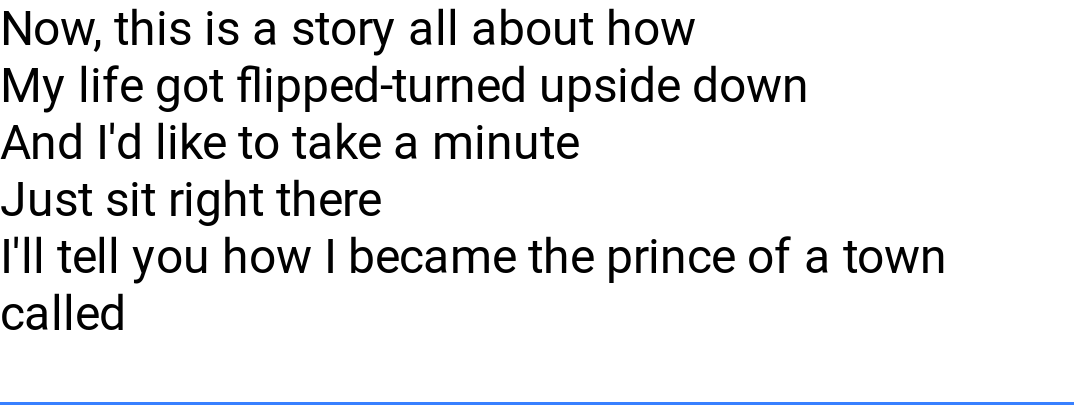 Now, this is a story all about how
My life got flipped-turned upside down
And I'd like to take a minute
Just sit right there
I'll tell you how I became the prince of a town
called